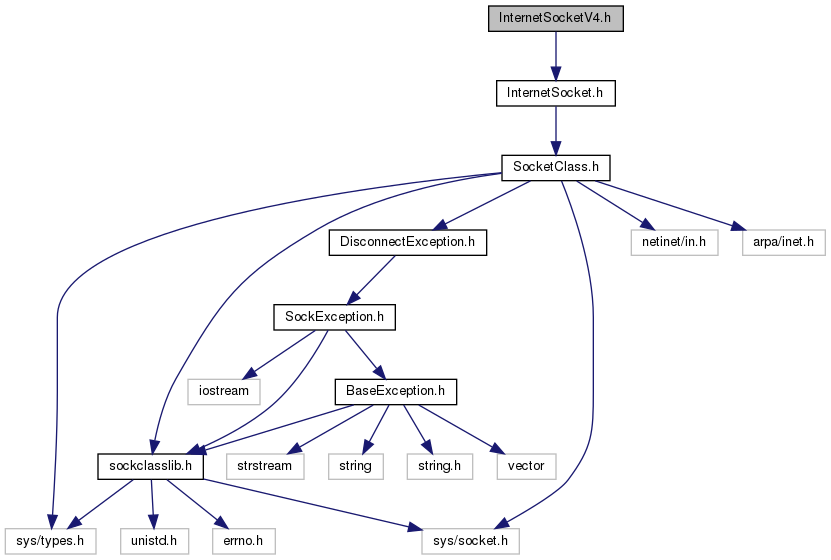 InternetSocketV4.h
InternetSocket.h
SocketClass.h
DisconnectException.h
netinet/in.h
arpa/inet.h
SockException.h
iostream
BaseException.h
sockclasslib.h
strstream
string
string.h
vector
sys/types.h
unistd.h
errno.h
sys/socket.h